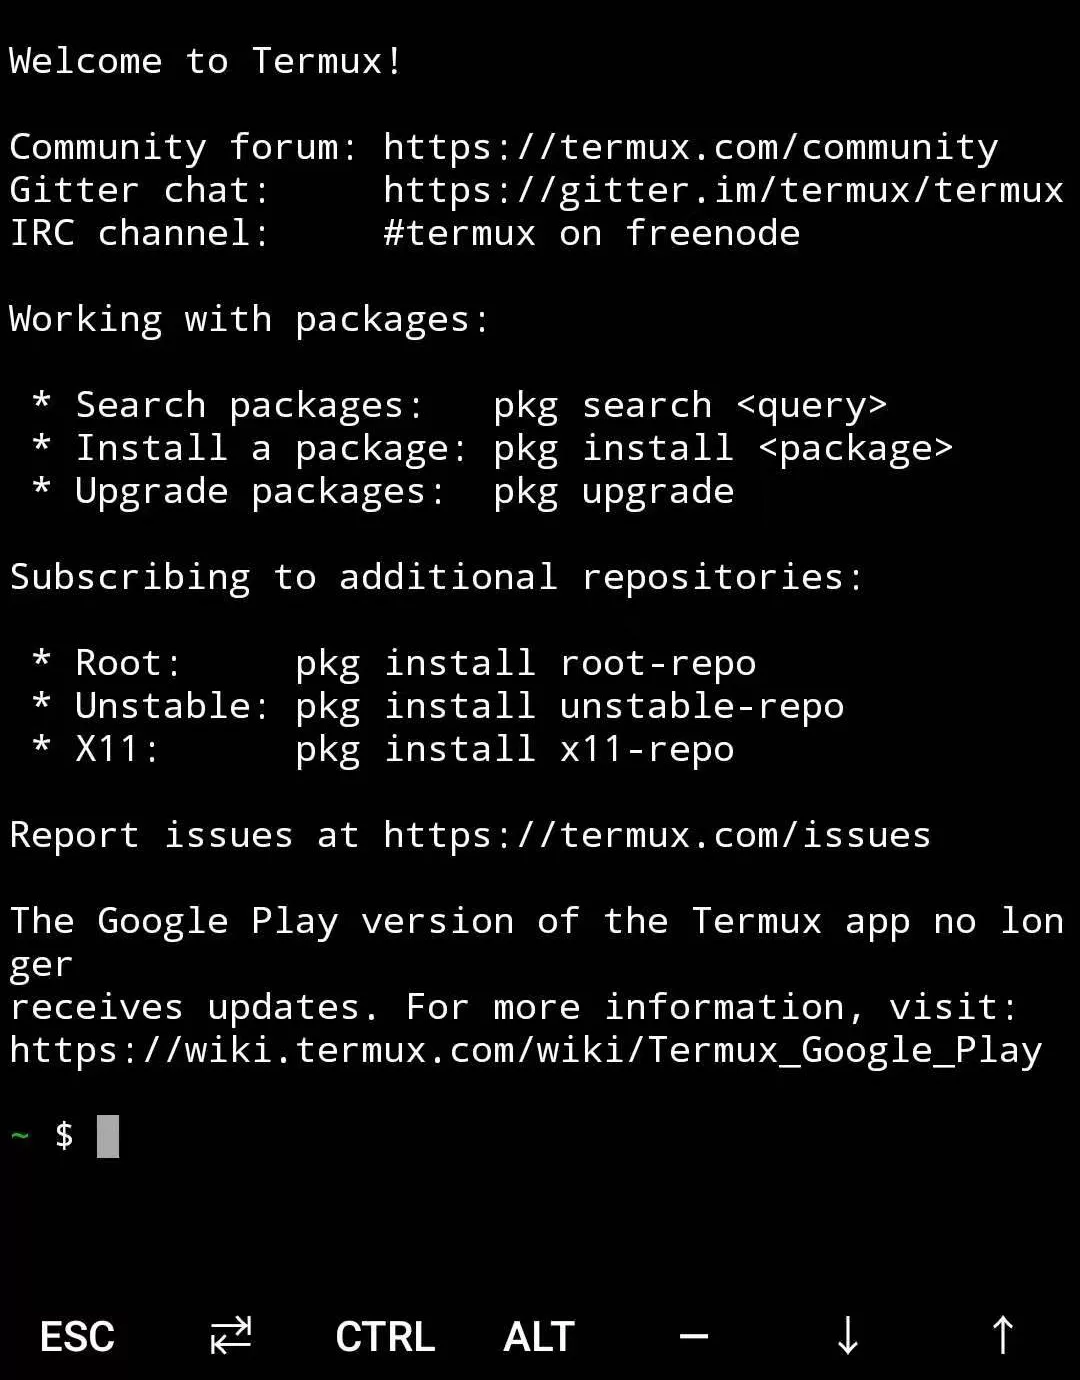 Welcome to Termux!
Community forum: https://termux.com/community
Gitter chat:     https://gitter.im/termux/termux
IRC channel:     #termux on freenode
Working with packages:
 * Search packages:   pkg search <query>
 * Install a package: pkg install <package>
 * Upgrade packages:  pkg upgrade
Subscribing to additional repositories:
 * Root:     pkg install root-repo
 * Unstable: pkg install unstable-repo
 * X11:      pkg install x11-repo
Report issues at https://termux.com/issues
The Google Play version of the Termux app no lon
ger
receives updates. For more information, visit:
https://wiki.termux.com/wiki/Termux_Google_Play
~ $
ESC ⇄ CTRL ALT — ↓ ↑